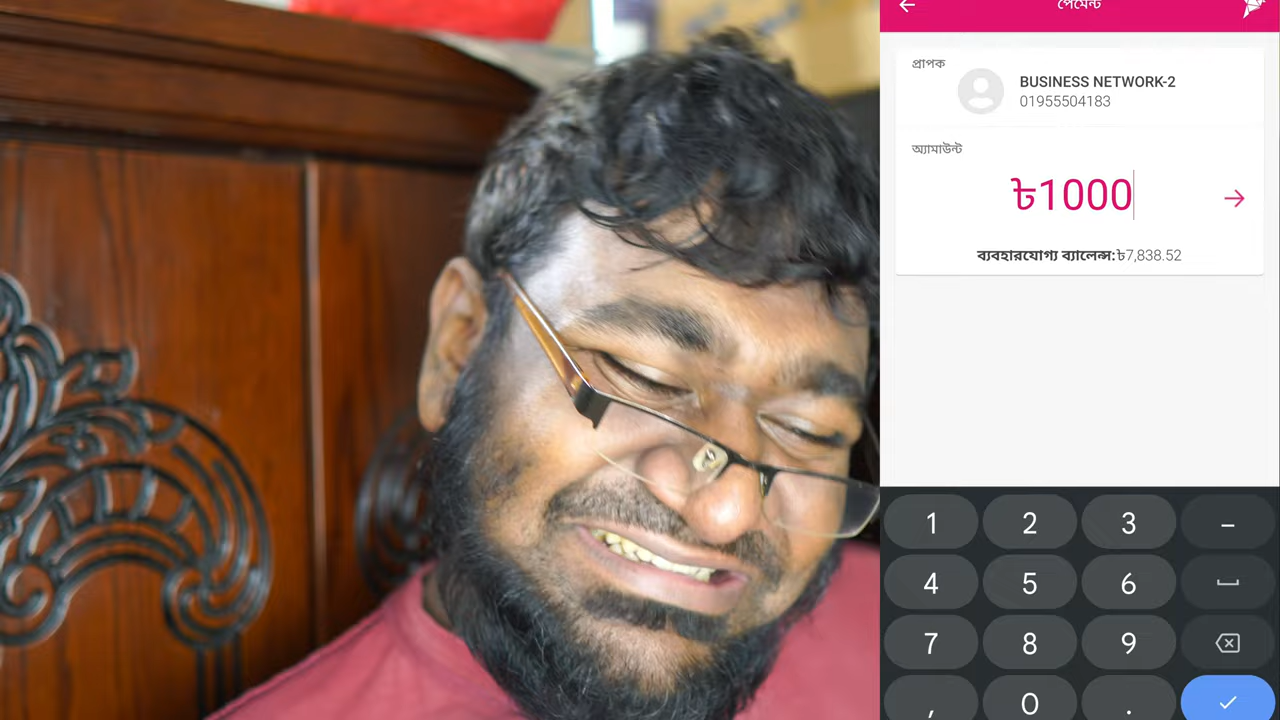 পেমেন্ট
প্রাপক
BUSINESS NETWORK-2
01955504183
অ্যামাউন্ট
৳1000
ব্যবহারযোগ্য ব্যালেন্স:৳7,838.52
1 2 3 –
4 5 6
7 8 9
, 0 .